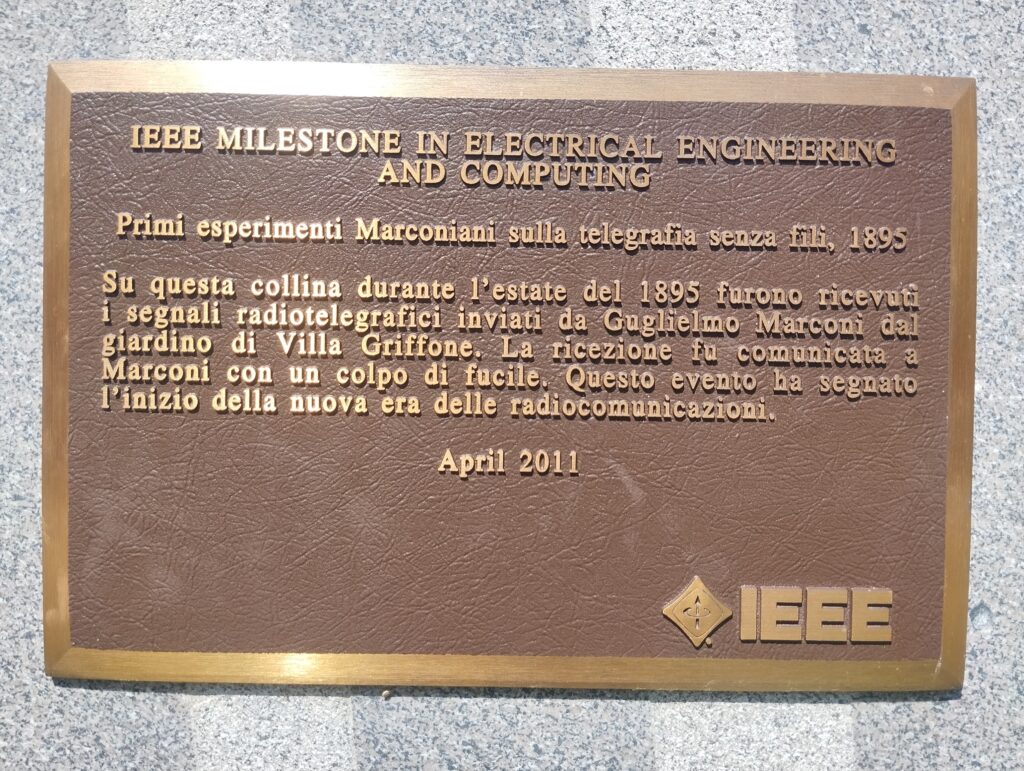 IEEE MILESTONE IN ELECTRICAL ENGINEERING
AND COMPUTING
Primi esperimenti Marconiani sulla telegrafia senza fili, 1895
Su questa collina durante l'estate del 1895 furono ricevuti
i segnali radiotelegrafici inviati da Guglielmo Marconi dal
giardino di Villa Griffone. La ricezione fu comunicata a
Marconi con un colpo di fucile. Questo evento ha segnato
l'inizio della nuova era delle radiocomunicazioni.
April 2011
IEEE